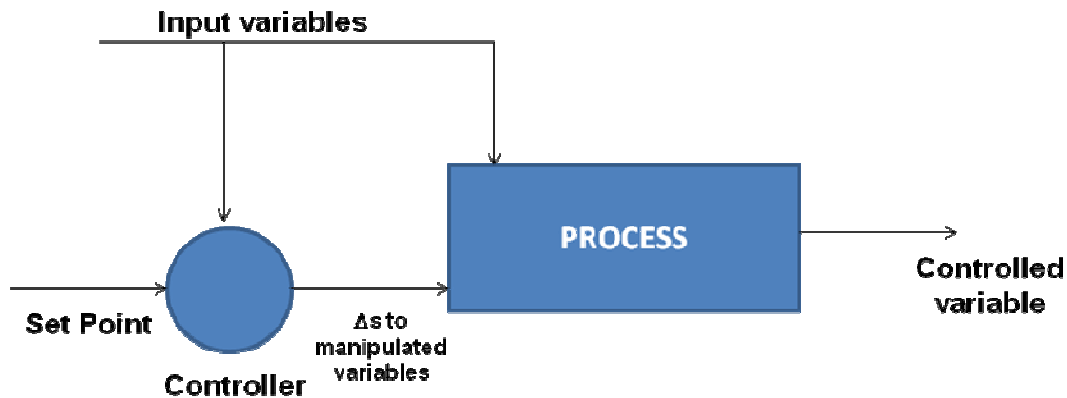 Input variables
PROCESS
Controlled
variable
Set Point
Δs to
manipulated
variables
Controller